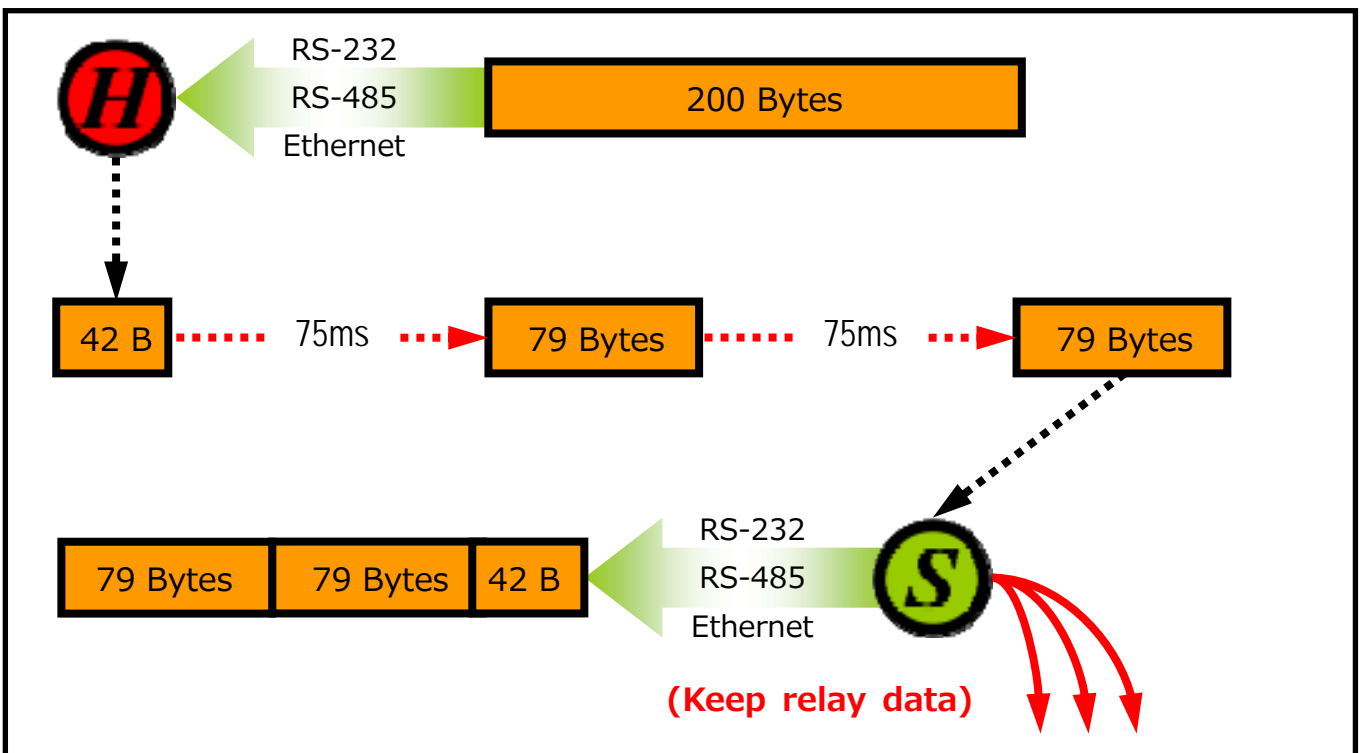 RS-232
H
RS-485
200 Bytes
Ethernet
42 B
75ms
79 Bytes
75ms
79 Bytes
RS-232
79 Bytes
79 Bytes
42 B
RS-485
S
Ethernet
(Keep relay data)